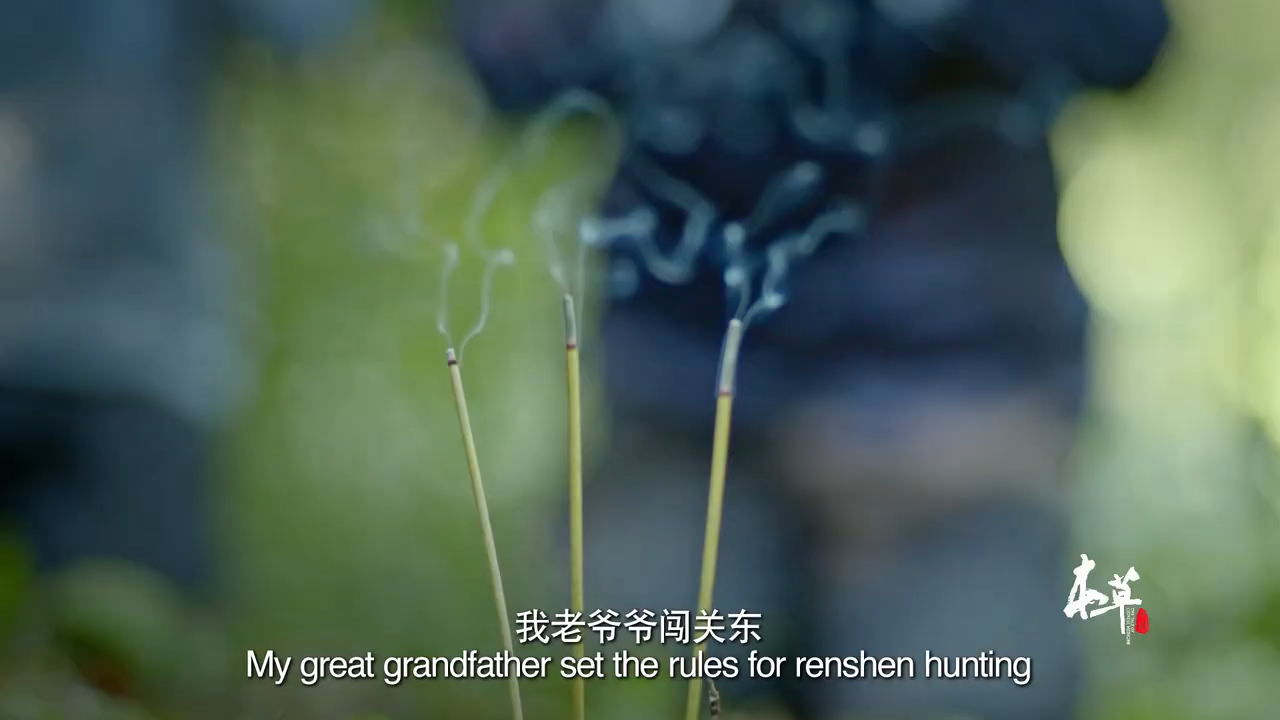 本草
我老爷爷闯关东
My great grandfather set the rules for renshen hunting